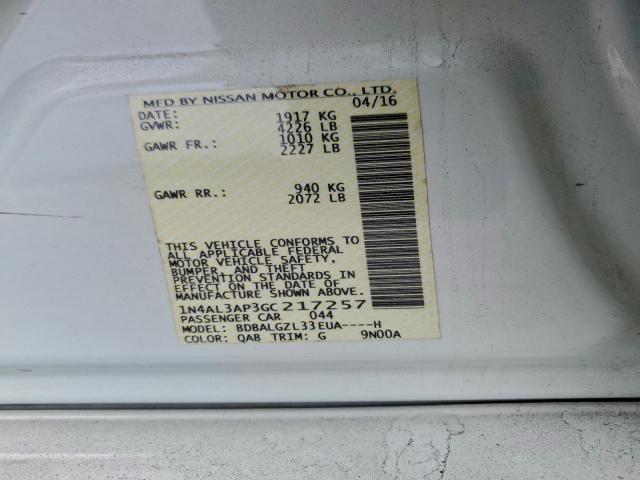 MFD BY NISSAN MOTOR CO., LTD.
DATE: 04/16
GVWR: 1917 KG
4226 LB
GAWR FR.: 1010 KG
2227 LB
GAWR RR.: 940 KG
2072 LB
THIS VEHICLE CONFORMS TO
ALL APPLICABLE FEDERAL
MOTOR VEHICLE SAFETY,
BUMPER, AND THEFT
PREVENTION STANDARDS IN
EFFECT ON THE DATE OF
MANUFACTURE SHOWN ABOVE.
1N4AL3AP3GC217257
PASSENGER CAR 044
MODEL: BDBALGZL33EUA----H
COLOR: QAB TRIM: G 9N00A